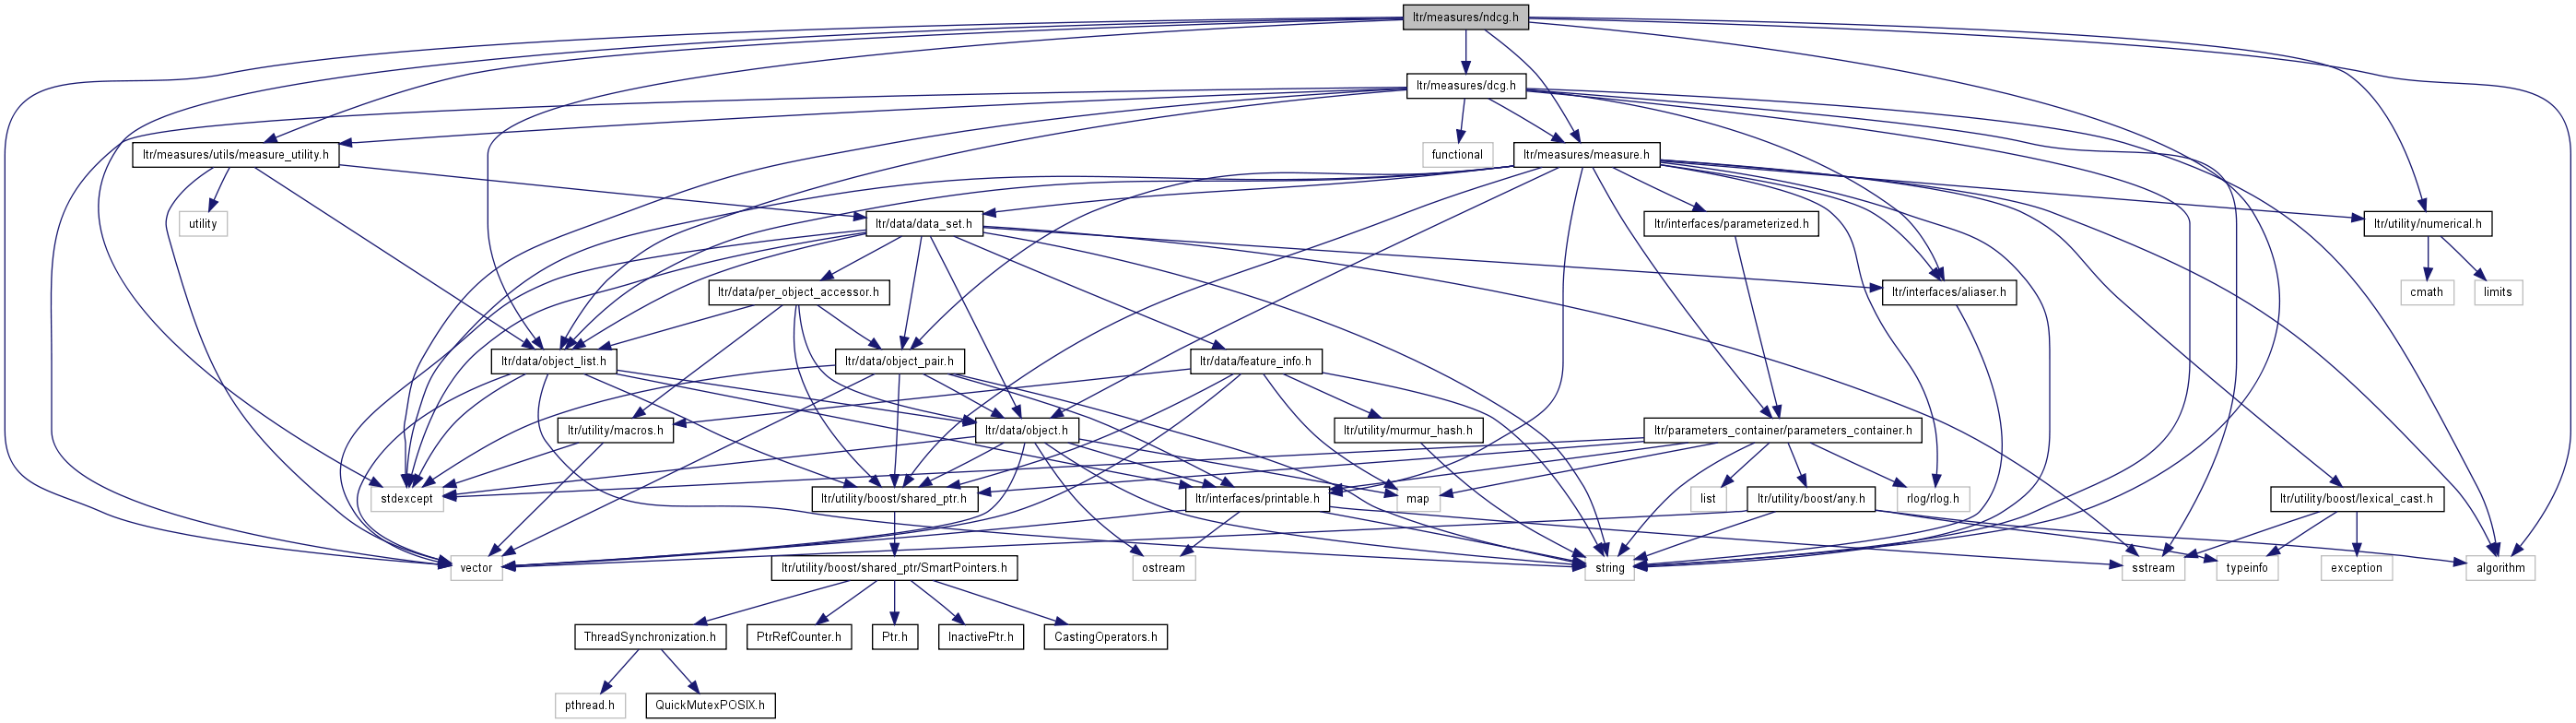 ltr/measures/ndcg.h
ltr/measures/dcg.h
ltr/measures/utils/measure_utility.h
functional
ltr/measures/measure.h
utility
ltr/data/data_set.h
ltr/interfaces/parameterized.h
ltr/utility/numerical.h
ltr/data/per_object_accessor.h
ltr/interfaces/aliaser.h
cmath
limits
ltr/data/object_list.h
ltr/data/object_pair.h
ltr/data/feature_info.h
ltr/utility/macros.h
ltr/data/object.h
ltr/utility/murmur_hash.h
ltr/parameters_container/parameters_container.h
stdexcept
ltr/utility/boost/shared_ptr.h
ltr/interfaces/printable.h
map
list
ltr/utility/boost/any.h
rlog/rlog.h
ltr/utility/boost/lexical_cast.h
vector
ltr/utility/boost/shared_ptr/SmartPointers.h
ostream
string
sstream
typeinfo
exception
algorithm
ThreadSynchronization.h
PtrRefCounter.h
Ptr.h
InactivePtr.h
CastingOperators.h
pthread.h
QuickMutexPOSIX.h